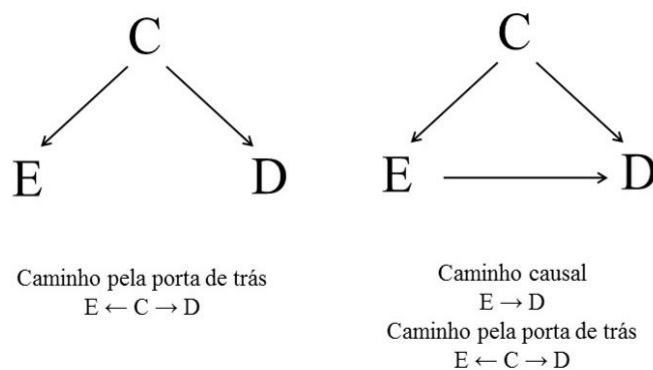 C
E D
Caminho pela porta de trás
E ← C → D
C
E D
Caminho causal
E → D
Caminho pela porta de trás
E ← C → D